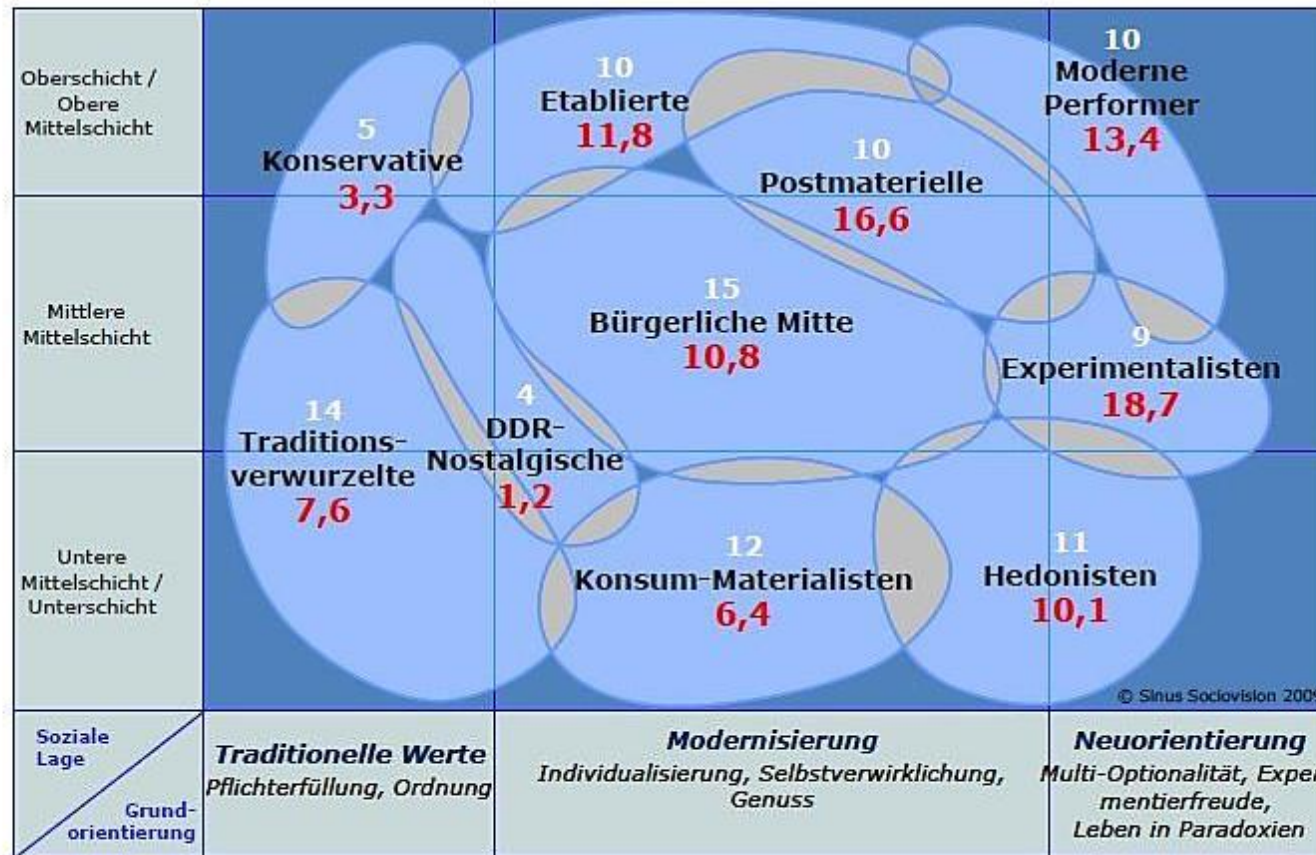 Oberschicht /
Obere
Mittelschicht
Mittlere
Mittelschicht
Untere
Mittelschicht /
Unterschicht
5
Konservative
3,3
10
Etablierte
11,8
10
Postmaterielle
16,6
10
Moderne
Performer
13,4
14
Traditions-
verwurzelte
7,6
4
DDR-
Nostalgische
1,2
15
Bürgerliche Mitte
10,8
9
Experimentalisten
18,7
12
Konsum-Materialisten
6,4
11
Hedonisten
10,1
© Sinus Sociovision 2009
Soziale
Lage
Grund-
orientierung
Traditionelle Werte
Pflichterfüllung, Ordnung
Modernisierung
Individualisierung, Selbstverwirklichung,
Genuss
Neuorientierung
Multi-Optionalität, Experi
mentierfreude,
Leben in Paradoxien